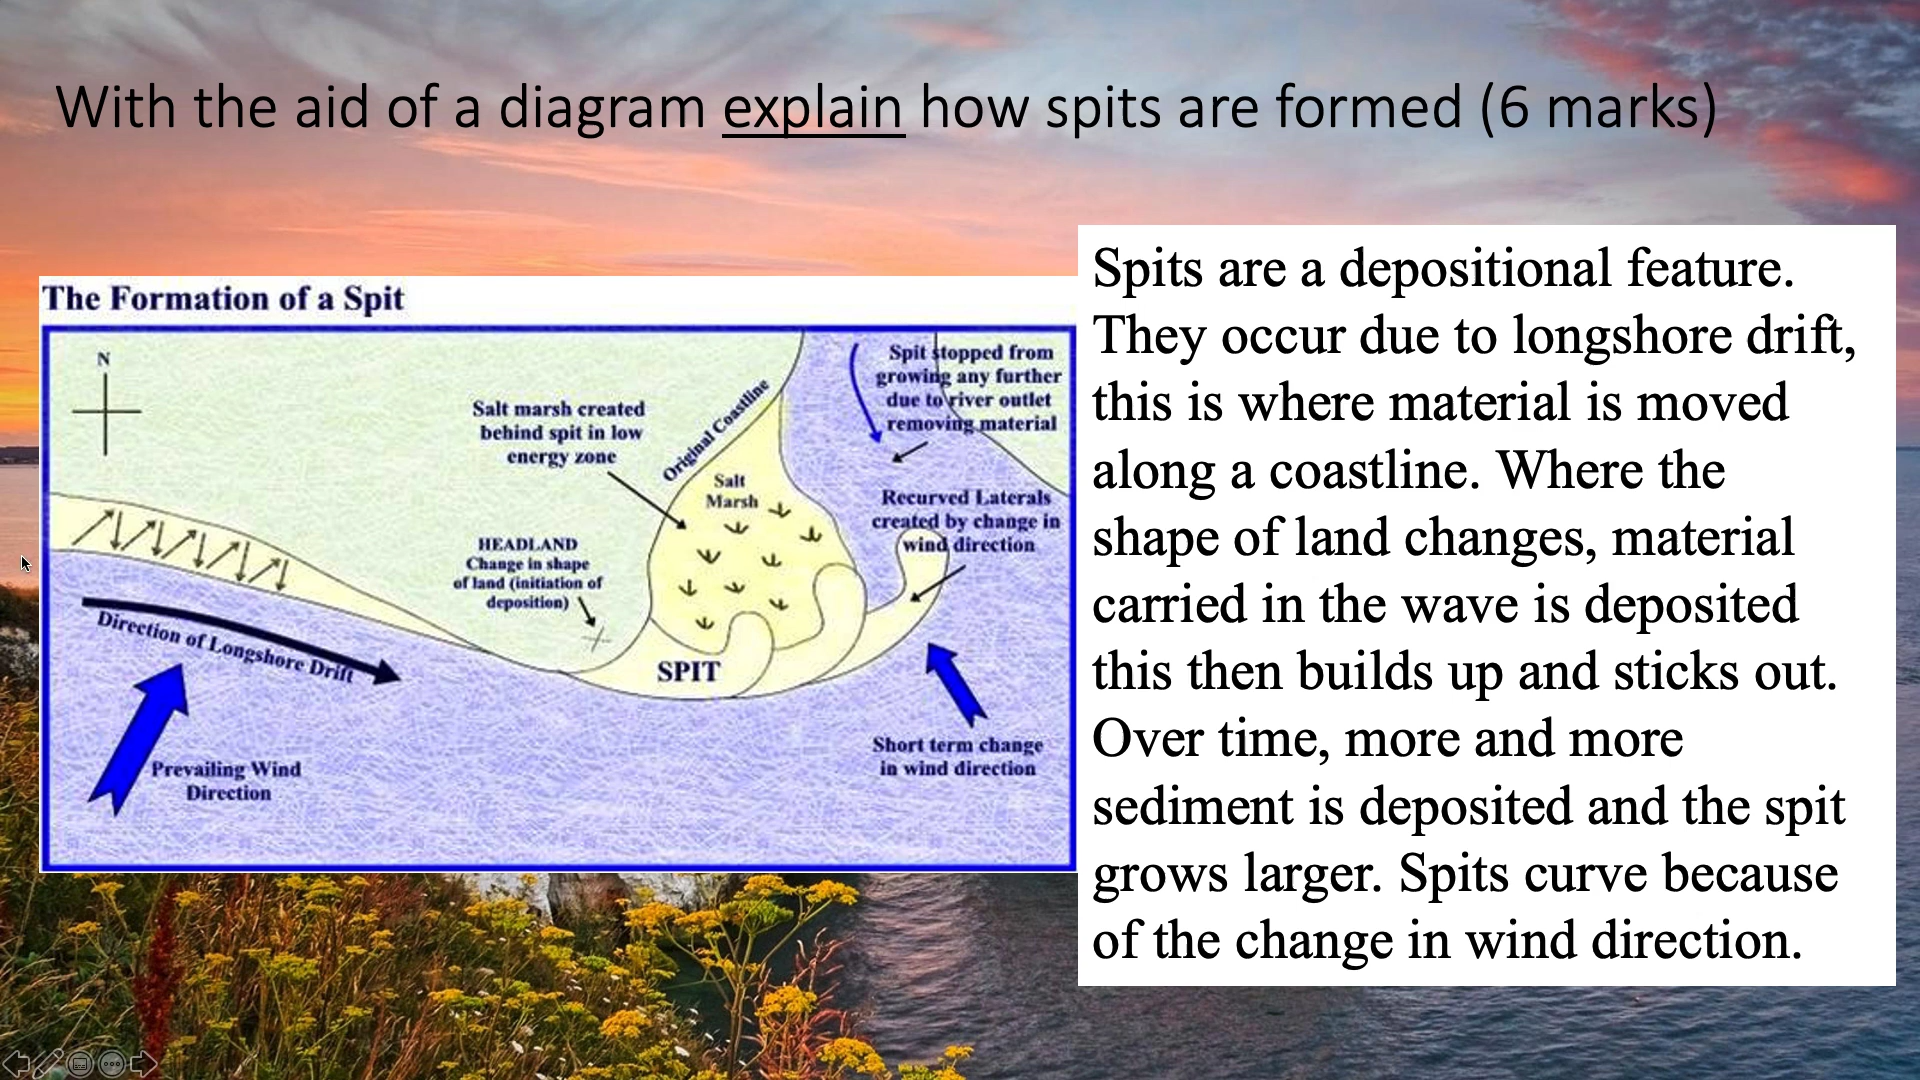 With the aid of a diagram explain how spits are formed (6 marks)
The Formation of a Spit
N
Salt marsh created
behind spit in low
energy zone
Original Coastline
Spit stopped from
growing any further
due to river outlet
removing material
Salt
Marsh
Recurved Laterals
created by change in
wind direction
HEADLAND
Change in shape
of land (initiation of
deposition)
Direction of Longshore Drift
SPIT
Prevailing Wind
Direction
Short term change
in wind direction
Spits are a depositional feature.
They occur due to longshore drift,
this is where material is moved
along a coastline. Where the
shape of land changes, material
carried in the wave is deposited
this then builds up and sticks out.
Over time, more and more
sediment is deposited and the spit
grows larger. Spits curve because
of the change in wind direction.